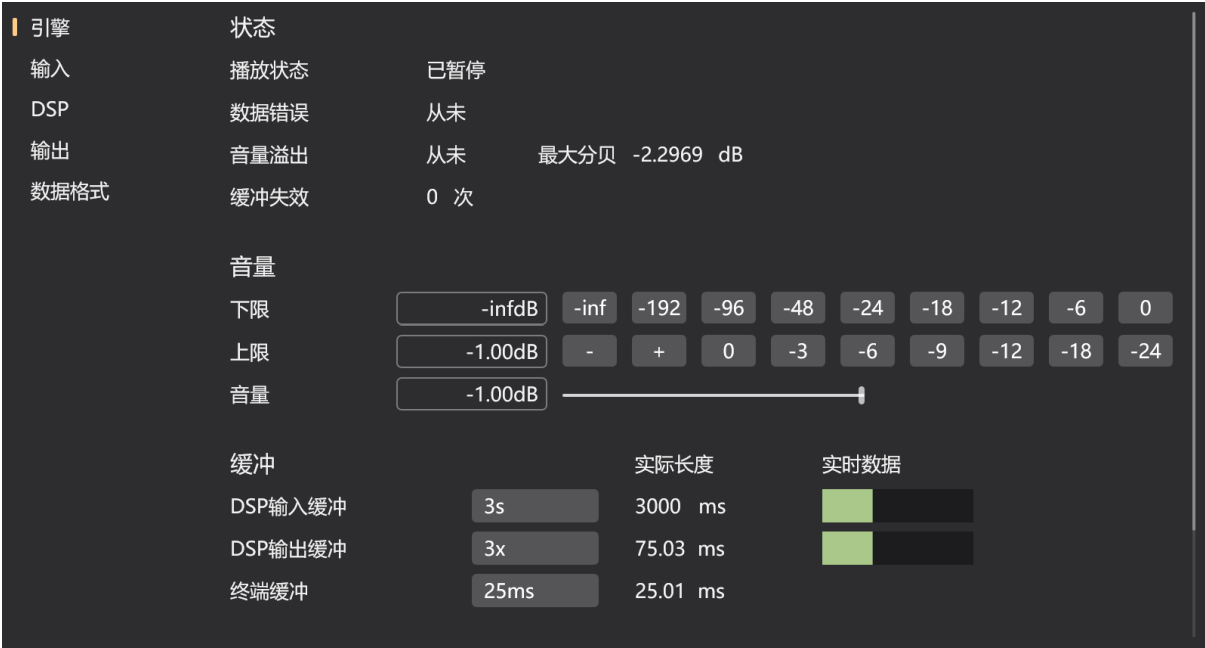 引擎
输入
DSP
输出
数据格式
状态
播放状态 已暂停
数据错误 从未
音量溢出 从未 最大分贝 -2.2969 dB
缓冲失效 0 次
音量
下限 -infdB -inf -192 -96 -48 -24 -18 -12 -6 0
上限 -1.00dB - + 0 -3 -6 -9 -12 -18 -24
音量 -1.00dB
缓冲 实际长度 实时数据
DSP输入缓冲 3s 3000 ms
DSP输出缓冲 3x 75.03 ms
终端缓冲 25ms 25.01 ms